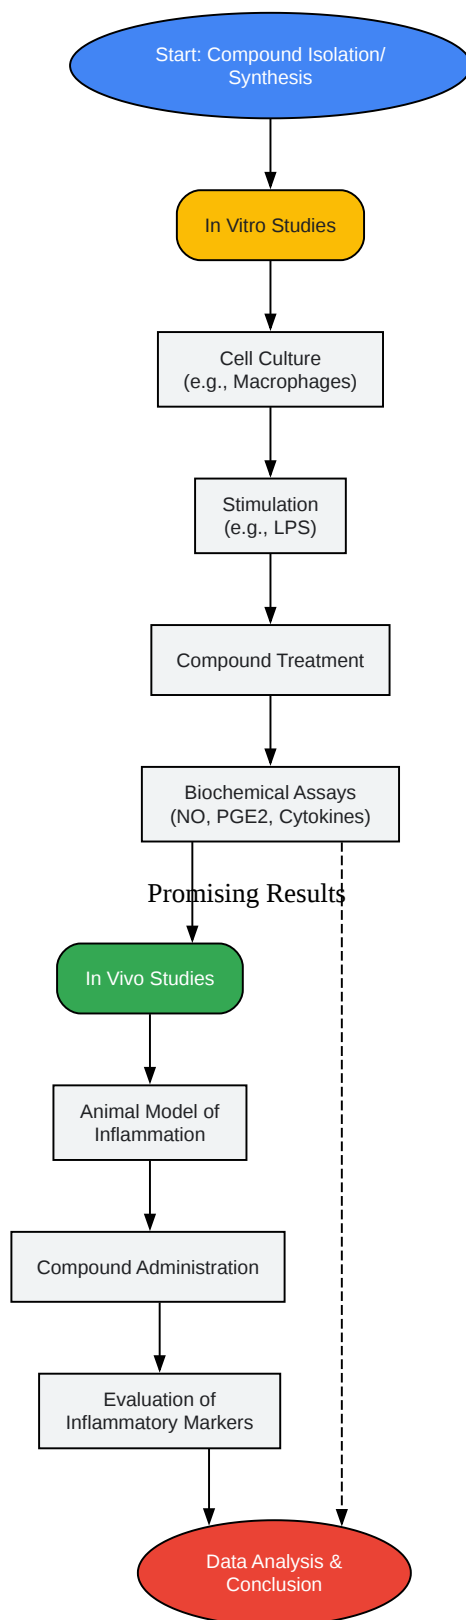 Start: Compound Isolation/
Synthesis
In Vitro Studies
Cell Culture
(e.g., Macrophages)
Stimulation
(e.g., LPS)
Compound Treatment
Biochemical Assays
(NO, PGE2, Cytokines)
Promising Results
In Vivo Studies
Animal Model of
Inflammation
Compound Administration
Evaluation of
Inflammatory Markers
Data Analysis &
Conclusion